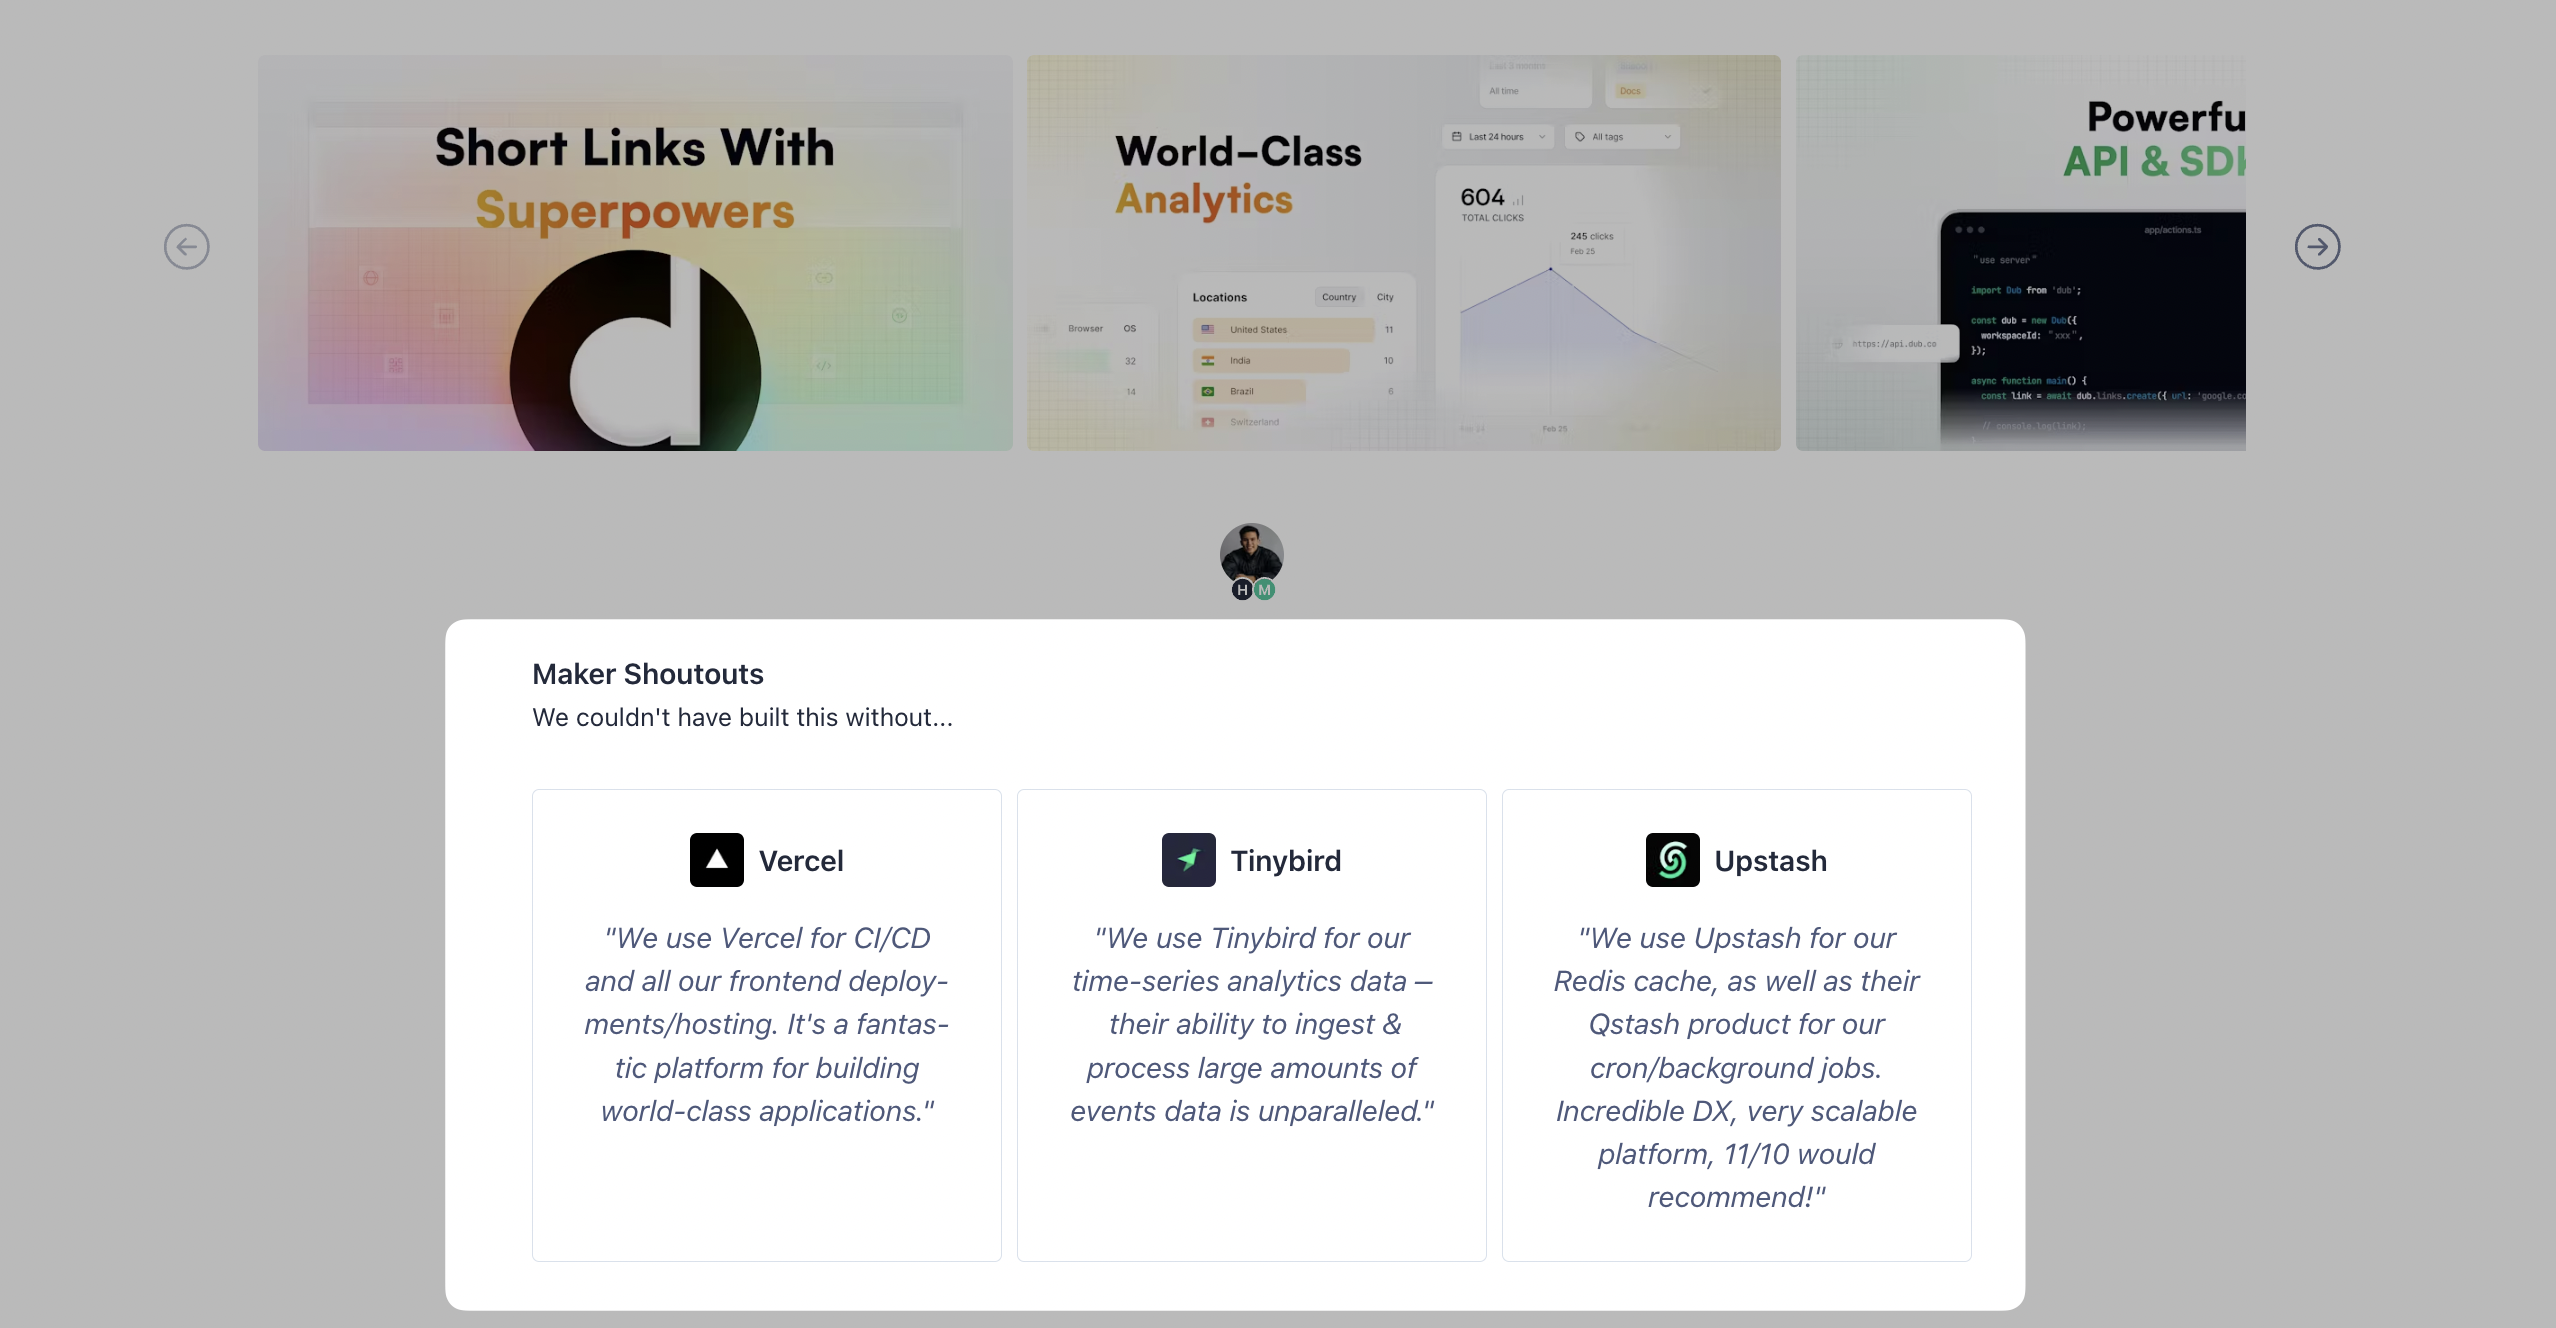 Short Links With
Superpowers
World–Class
Analytics
Last 3 months
All time
Docs
Last 24 hours
All tags
604
TOTAL CLICKS
245 clicks
Feb 25
Browser OS
32
14
Locations Country City
United States 11
India 10
Brazil 6
Switzerland
Feb 24 Feb 25
Powerfu
API & SDK
app/actions.ts
"use server"
import Dub from 'dub';
const dub = new Dub({
workspaceId: "xxx",
});
async function main() {
const link = await dub.links.create({ url: 'google.co
// console.log(link);
}
https://api.dub.co
H M
Maker Shoutouts
We couldn't have built this without...
Vercel
"We use Vercel for CI/CD
and all our frontend deploy-
ments/hosting. It's a fantas-
tic platform for building
world-class applications."
Tinybird
"We use Tinybird for our
time-series analytics data —
their ability to ingest &
process large amounts of
events data is unparalleled."
Upstash
"We use Upstash for our
Redis cache, as well as their
Qstash product for our
cron/background jobs.
Incredible DX, very scalable
platform, 11/10 would
recommend!"